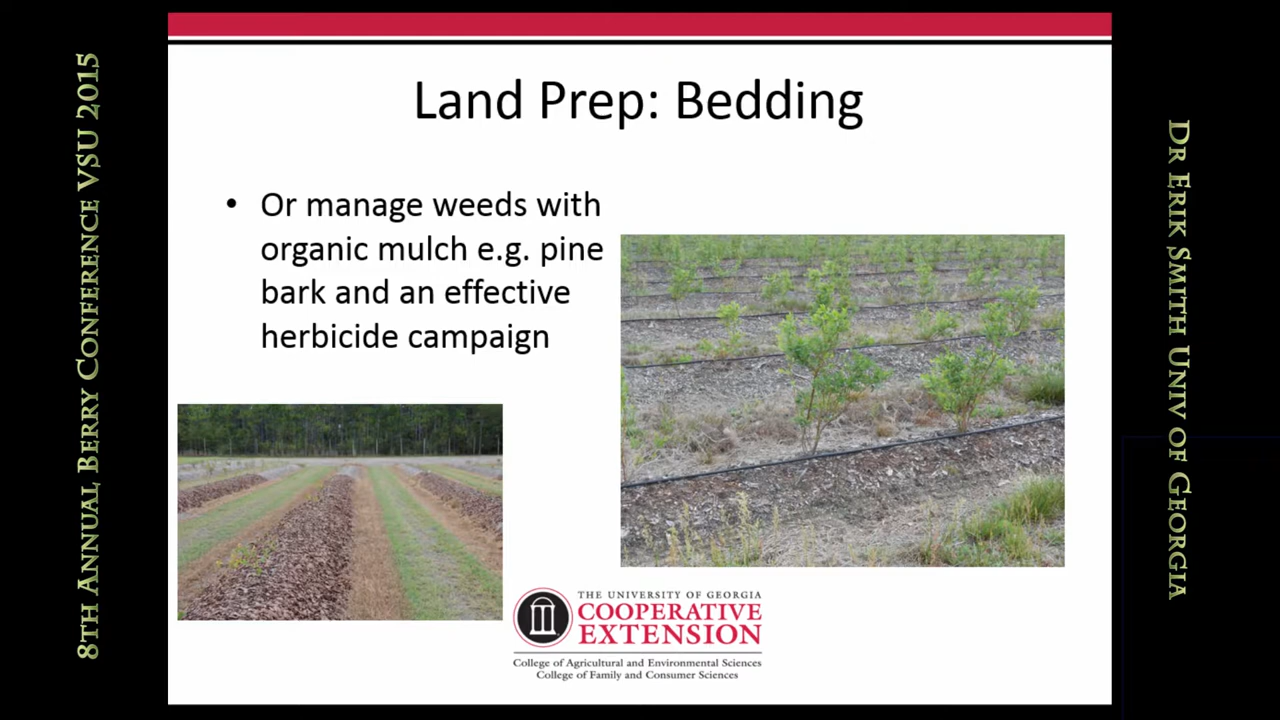 8TH ANNUAL BERRY CONFERENCE VSU 2015
Land Prep: Bedding
• Or manage weeds with
organic mulch e.g. pine
bark and an effective
herbicide campaign
THE UNIVERSITY OF GEORGIA
COOPERATIVE
EXTENSION
College of Agricultural and Environmental Sciences
College of Family and Consumer Sciences
DR ERIK SMITH UNIV OF GEORGIA